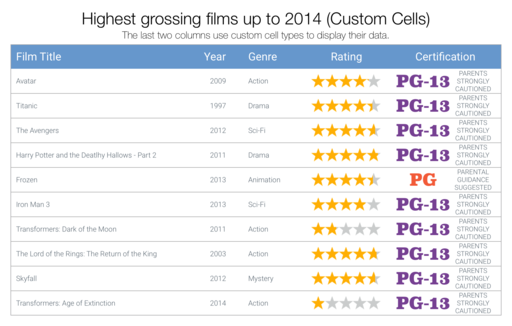 Highest grossing films up to 2014 (Custom Cells)
The last two columns use custom cell types to display their data.
Film Title Year Genre Rating Certification
Avatar 2009 Action PG-13 PARENTS STRONGLY CAUTIONED
Titanic 1997 Drama PG-13 PARENTS STRONGLY CAUTIONED
The Avengers 2012 Sci-Fi PG-13 PARENTS STRONGLY CAUTIONED
Harry Potter and the Deatlhy Hallows - Part 2 2011 Drama PG-13 PARENTS STRONGLY CAUTIONED
Frozen 2013 Animation PG PARENTAL GUIDANCE SUGGESTED
Iron Man 3 2013 Sci-Fi PG-13 PARENTS STRONGLY CAUTIONED
Transformers: Dark of the Moon 2011 Action PG-13 PARENTS STRONGLY CAUTIONED
The Lord of the Rings: The Return of the King 2003 Action PG-13 PARENTS STRONGLY CAUTIONED
Skyfall 2012 Mystery PG-13 PARENTS STRONGLY CAUTIONED
Transformers: Age of Extinction 2014 Action PG-13 PARENTS STRONGLY CAUTIONED